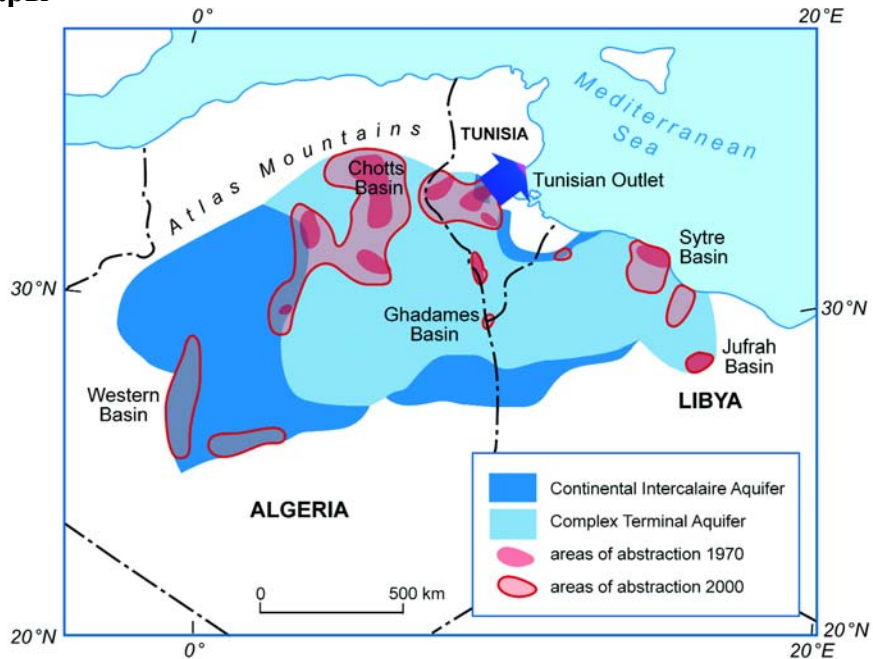 0°
20°E
Mediterranean
Sea
TUNISIA
Atlas Mountains
Chotts
Basin
Tunisian Outlet
Sytre
Basin
30°N
30°N
Ghadames
Basin
Jufrah
Basin
Western
Basin
LIBYA
ALGERIA
Continental Intercalaire Aquifer
Complex Terminal Aquifer
areas of abstraction 1970
areas of abstraction 2000
0
500 km
20°N
20°N
0°
20°E